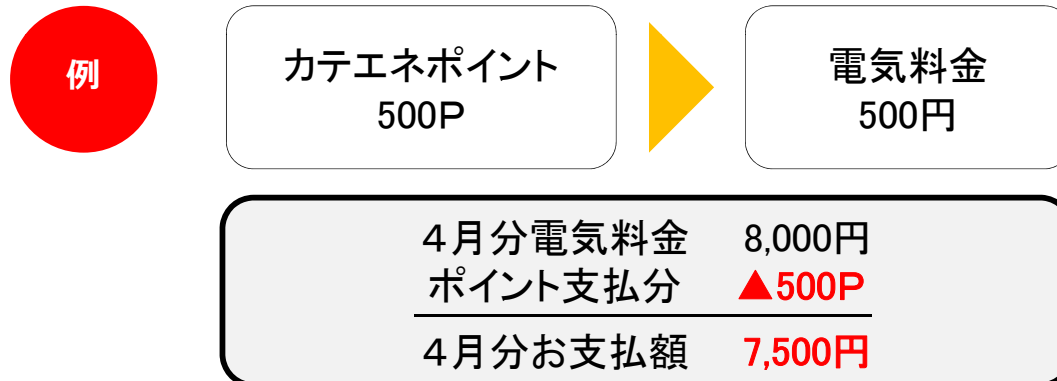 例
カテエネポイント
500P
電気料金
500円
４月分電気料金 8,000円
ポイント支払分 ▲500P
４月分お支払額 7,500円